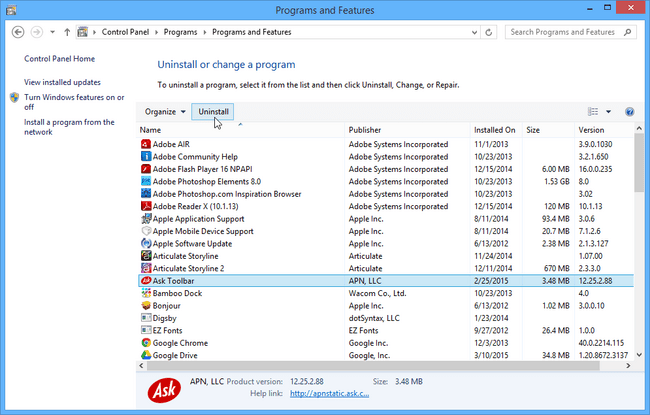 Programs and Features
Control Panel Programs Programs and Features
Search Programs and Features
Control Panel Home
View installed updates
Turn Windows features on or
off
Install a program from the
network
Uninstall or change a program
To uninstall a program, select it from the list and then click Uninstall, Change, or Repair.
Organize Uninstall
Name Publisher Installed On Size Version
Adobe AIR Adobe Systems Incorporated 11/1/2013 3.9.0.1030
Adobe Community Help Adobe Systems Incorporated 10/23/2013 3.2.1.650
Adobe Flash Player 16 NPAPI Adobe Systems Incorporated 12/15/2014 6.00 MB 16.0.0.235
Adobe Photoshop Elements 8.0 Adobe Systems Incorporated 10/23/2013 1.53 GB 8.0
Adobe Photoshop.com Inspiration Browser Adobe Systems Incorporated 10/23/2013 3.02
Adobe Reader X (10.1.13) Adobe Systems Incorporated 12/15/2014 120 MB 10.1.13
Apple Application Support Apple Inc. 8/11/2014 93.4 MB 3.0.6
Apple Mobile Device Support Apple Inc. 8/11/2014 20.7 MB 7.1.2.6
Apple Software Update Apple Inc. 6/13/2012 2.38 MB 2.1.3.127
Articulate Storyline Articulate 11/24/2014 1.07.00
Articulate Storyline 2 Articulate 12/11/2014 670 MB 2.3.3.0
Ask Toolbar APN, LLC 2/25/2015 3.48 MB 12.25.2.88
Bamboo Dock Wacom Co., Ltd. 10/23/2013 4.0
Bonjour Apple Inc. 6/13/2012 1.02 MB 3.0.0.10
Digsby dotSyntax, LLC 1/23/2014
EZ Fonts EZ Fonts 9/27/2012 26.4 MB 1.0.0
Google Chrome Google Inc. 10/23/2013 40.0.2214.115
Google Drive Google, Inc. 3/10/2015 34.8 MB 1.20.8672.3137
Ask
APN, LLC Product version: 12.25.2.88 Size: 3.48 MB
Help link: http://apnstatic.ask.c...